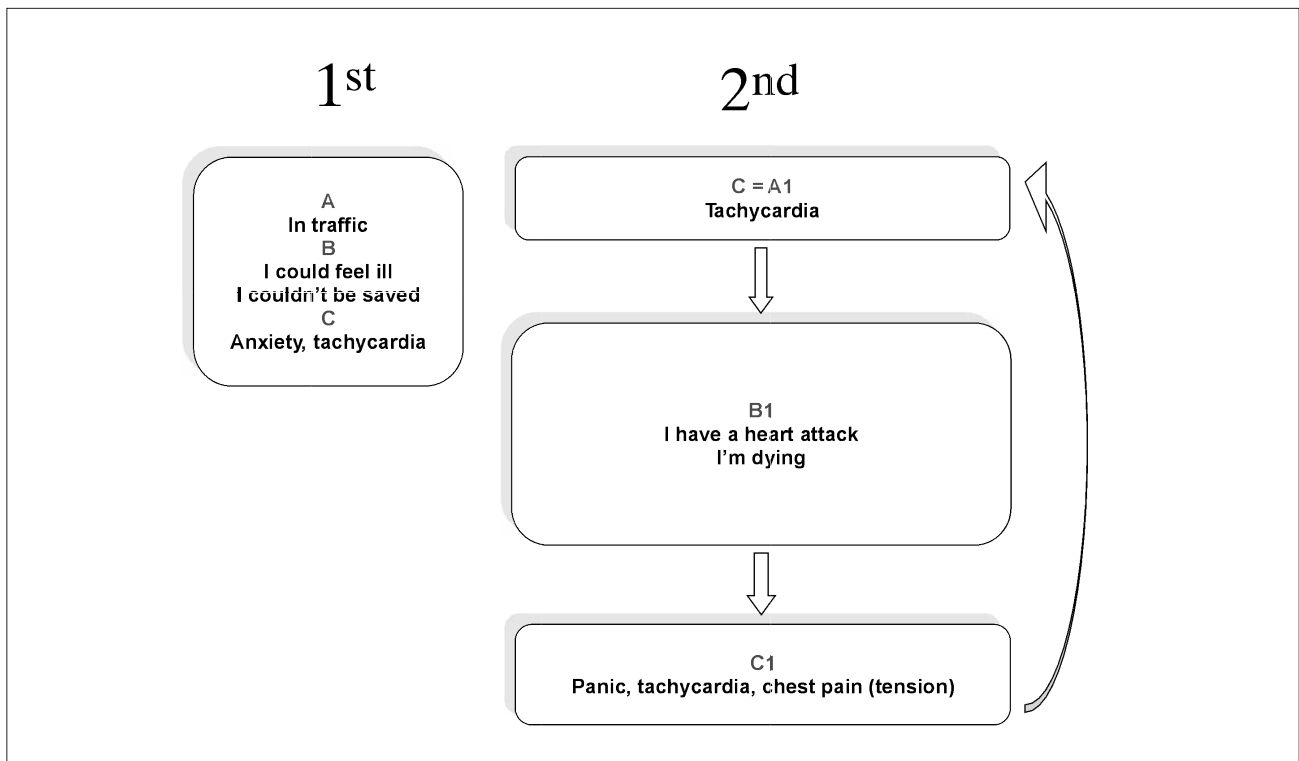 1st
2nd
A
In traffic
B
I could feel ill
I couldn't be saved
C
Anxiety, tachycardia
C = A1
Tachycardia
B1
I have a heart attack
I'm dying
C1
Panic, tachycardia, chest pain (tension)